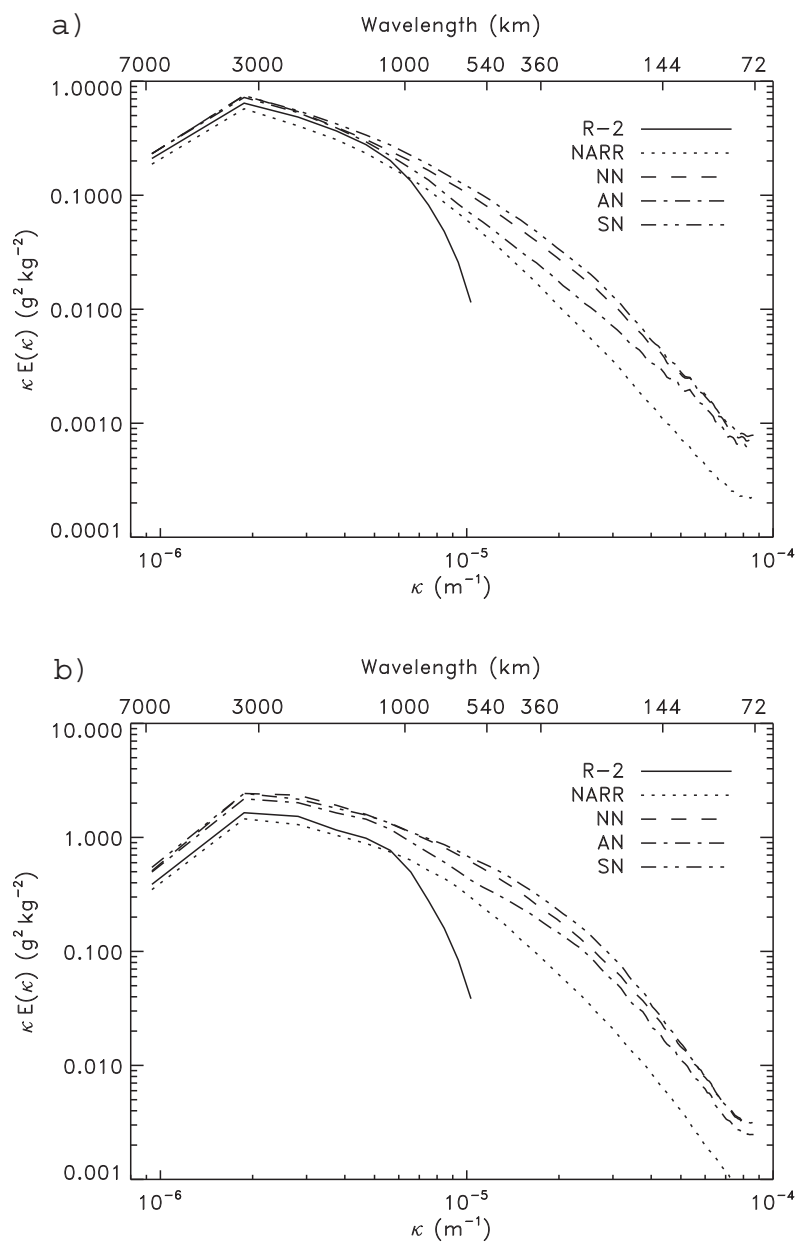 a)
Wavelength (km)
7000 3000 1000 540 360 144 72
1.0000
0.1000
0.0100
0.0010
0.0001
κ E(κ) (g² kg⁻²)
R-2
NARR
NN
AN
SN
10⁻⁶ 10⁻⁵ 10⁻⁴
κ (m⁻¹)
b)
Wavelength (km)
7000 3000 1000 540 360 144 72
10.000
1.000
0.100
0.010
0.001
κ E(κ) (g² kg⁻²)
R-2
NARR
NN
AN
SN
10⁻⁶ 10⁻⁵ 10⁻⁴
κ (m⁻¹)